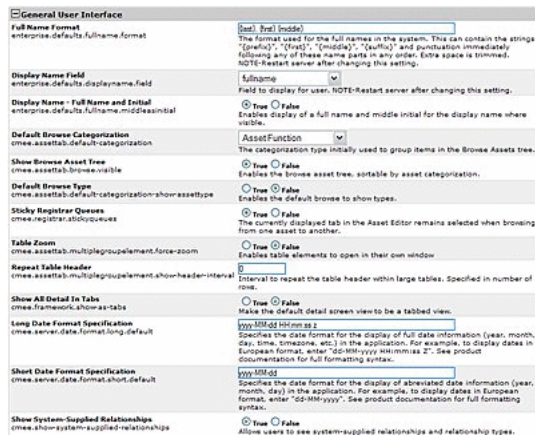 General User Interface
Full Name Format
enterprise.defaults.fullname.format
{last}, {first} {middle}
The format used for the full names in the system. This can contain the strings
"{prefix}", "{first}", "{middle}", "{suffix}" and punctuation immediately
following any of these name parts in any order. Extra space is trimmed.
NOTE-Restart server after changing this setting.
Display Name Field
enterprise.defaults.displayname.field
fullname
Field to display for user. NOTE-Restart server after changing this setting.
Display Name - Full Name and Initial
enterprise.defaults.fullname.middleasinitial
True False
Enables display of a full name and middle initial for the display name where
visible.
Default Browse Categorization
cmee.assettab.default-categorization
AssetFunction
The categorization type initially used to group items in the Browse Assets tree.
Show Browse Asset Tree
cmee.assettab.browse.visible
True False
Enables the browse asset tree, sortable by asset categorization.
Default Browse Type
cmee.assettab.default-categorization-show-assettype
True False
Enables the default browse to show types.
Sticky Registrar Queues
cmee.registrar.stickyqueues
True False
The currently displayed tab in the Asset Editor remains selected when browsing
from one asset to another.
Table Zoom
cmee.assettab.multiplegroupelement.force-zoom
True False
Enables table elements to open in their own window
Repeat Table Header
cmee.assettab.multiplegroupelement.show-header-interval
0
Interval to repeat the table header within large tables. Specified in number of
rows.
Show All Detail In Tabs
cmee.framework.show-as-tabs
True False
Make the default detail screen view to be a tabbed view.
Long Date Format Specification
cmee.server.date.format.long.default
yyyy-MM-dd HH:mm:ss z
Specifies the date format for the display of full date information (year, month,
day, time, timezone, etc.) in the application. For example, to display dates in
European format, enter "dd-MM-yyyy HH:mm:ss Z". See product
documentation for full formatting syntax.
Short Date Format Specification
cmee.server.date.format.short.default
yyyy-MM-dd
Specifies the date format for the display of abreviated date information (year,
month, day) in the application. For example, to display dates in European
format, enter "dd-MM-yyyy". See product documentation for full formatting
syntax.
Show System-Supplied Relationships
cmee.show-system-supplied-relationships
True False
Allows users to see system-supplied relationships and relationship types.